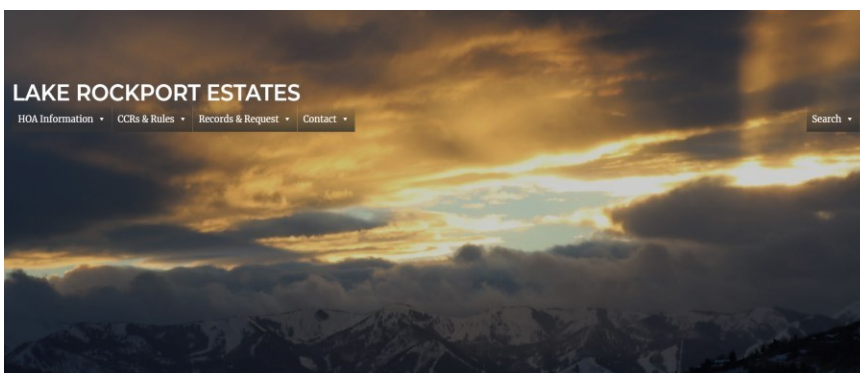 LAKE ROCKPORT ESTATES
HOA Information ▾ CCRs & Rules ▾ Records & Request ▾ Contact ▾ Search ▾